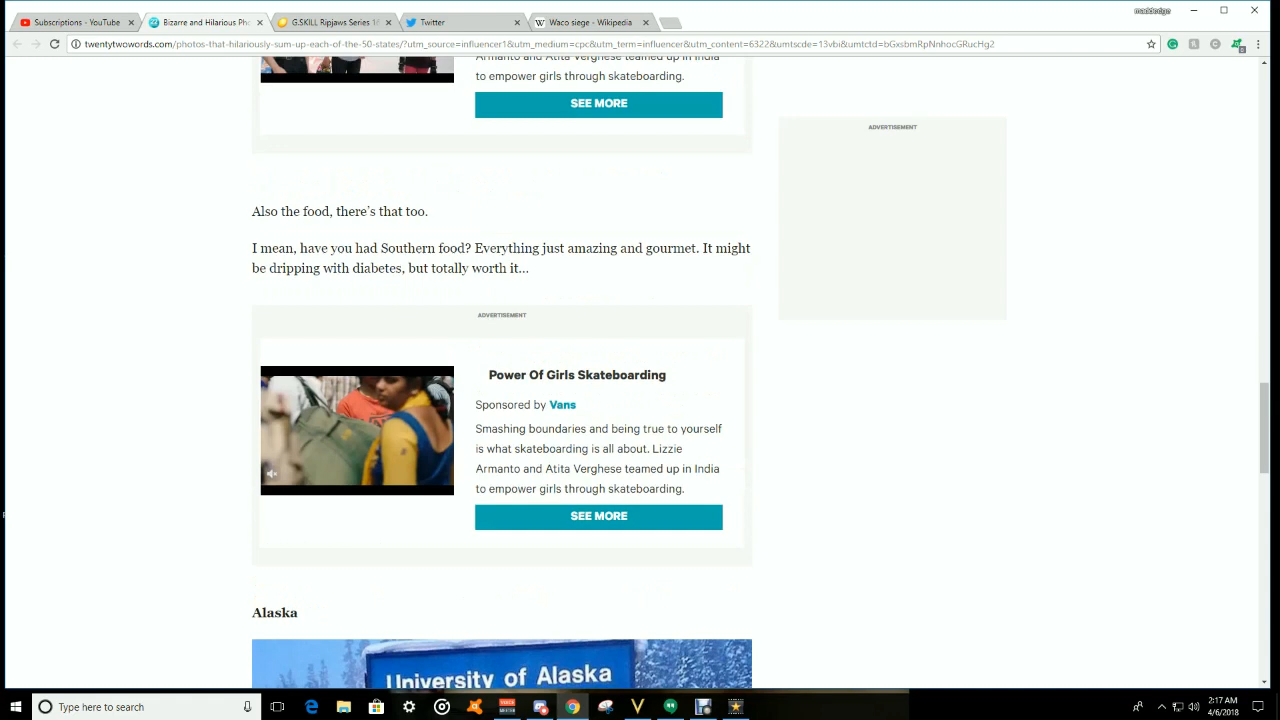 maddodge
Subscriptions - YouTube
Bizarre and Hilarious Pho
G.SKILL Ripjaws Series 16
Twitter
Waco siege - Wikipedia
twentytwowords.com/photos-that-hilariously-sum-up-each-of-the-50-states/?utm_source=influencer1&utm_medium=cpc&utm_term=influencer&utm_content=6322&umtscde=13vbi&umtctd=bGxsbmRpNnhocGRucHg2
Armanto and Atita Verghese teamed up in India
to empower girls through skateboarding.
SEE MORE
ADVERTISEMENT
Also the food, there's that too.
I mean, have you had Southern food? Everything just amazing and gourmet. It might
be dripping with diabetes, but totally worth it...
ADVERTISEMENT
Power Of Girls Skateboarding
Sponsored by Vans
Smashing boundaries and being true to yourself
is what skateboarding is all about. Lizzie
Armanto and Atita Verghese teamed up in India
to empower girls through skateboarding.
SEE MORE
Alaska
University of Alaska
Type here to search
2:17 AM
4/6/2018